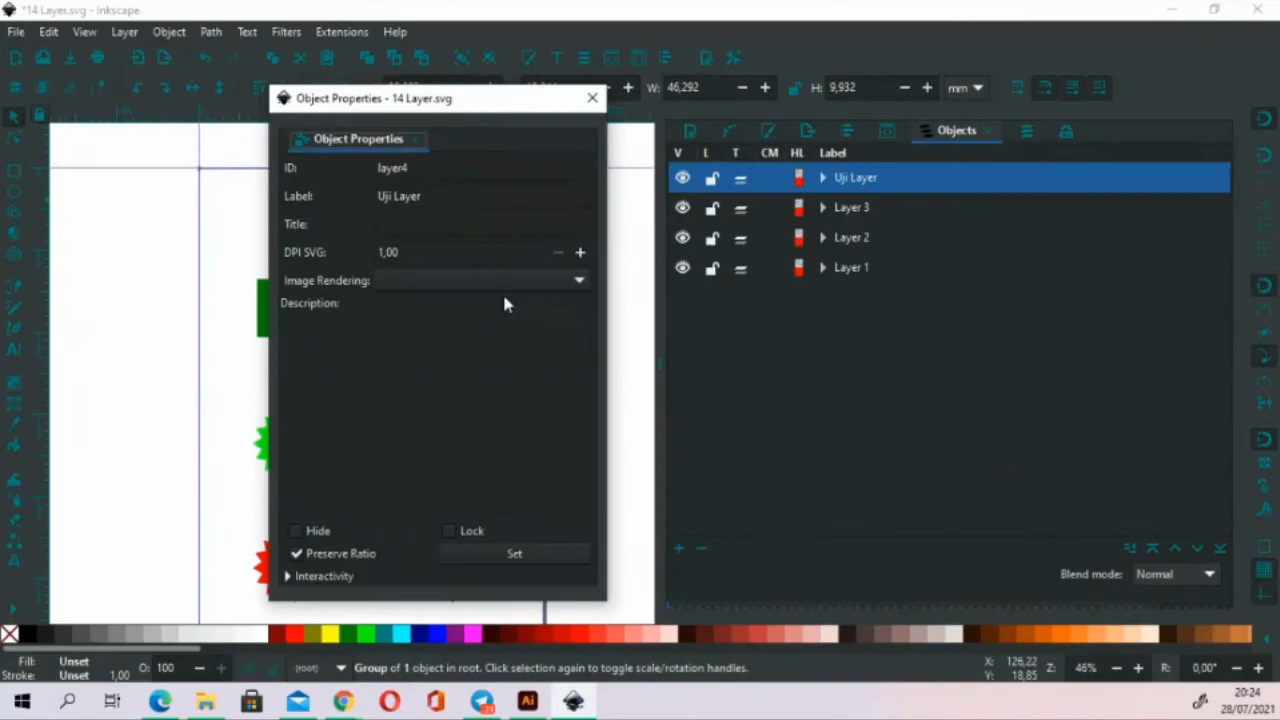 *14 Layer.svg - Inkscape
File Edit View Layer Object Path Text Filters Extensions Help
W: 46,292 H: 9,932 mm
Object Properties - 14 Layer.svg
Object Properties
ID: layer4
Label: Uji Layer
Title:
DPI SVG: 1,00
Image Rendering:
Description:
Hide Lock
Preserve Ratio Set
Interactivity
Objects
V L T CM HL Label
Uji Layer
Layer 3
Layer 2
Layer 1
Blend mode: Normal
Fill: Unset
Stroke: Unset 1,00
O: 100
(root) Group of 1 object in root. Click selection again to toggle scale/rotation handles.
X: 126,22
Y: 18,85
Z: 46% R: 0,00°
Ai
20:24
28/07/2021